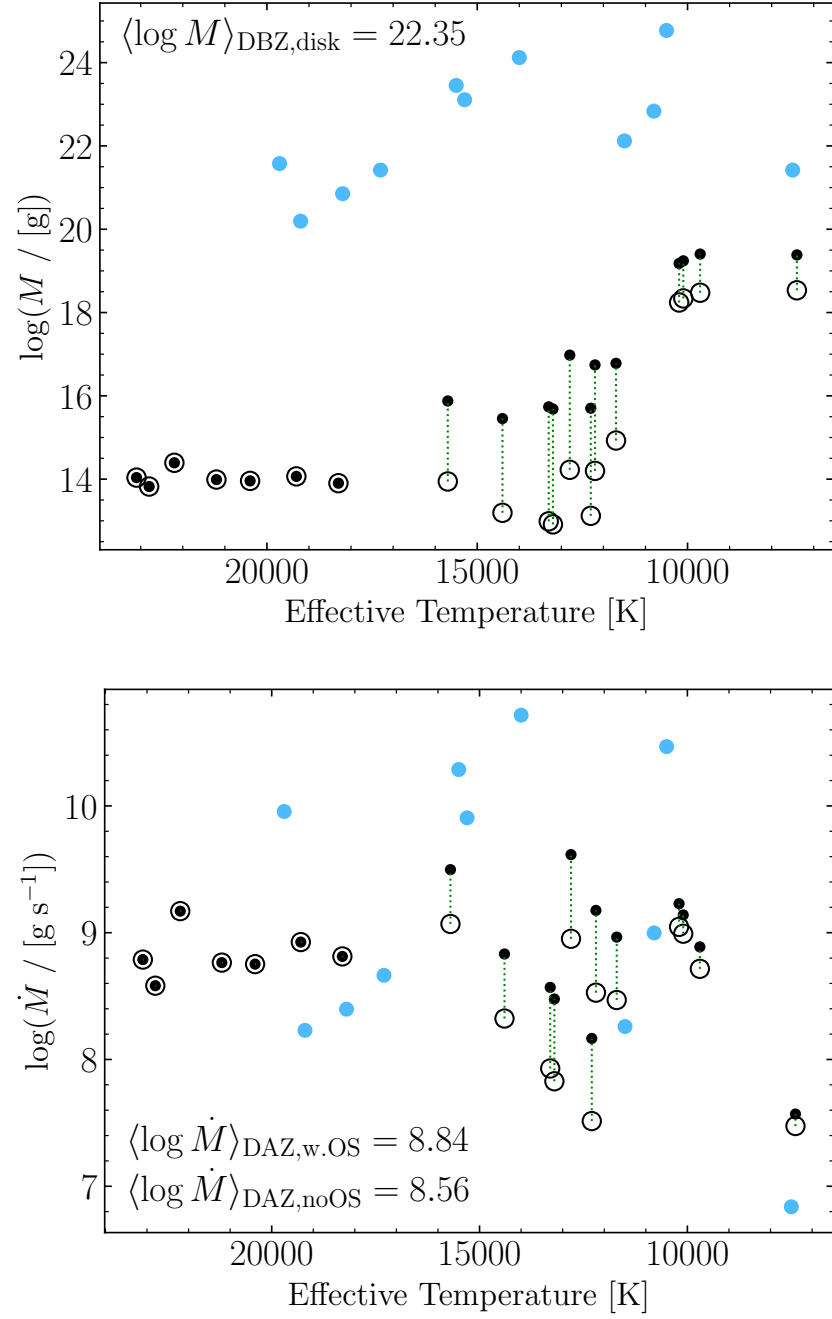 ⟨log M⟩DBZ,disk = 22.35
24
22
20
18
16
14
log(M / [g])
20000 15000 10000
Effective Temperature [K]
10
9
8
7
log(Ṁ / [g s⁻¹])
⟨log Ṁ⟩DAZ,w.OS = 8.84
⟨log Ṁ⟩DAZ,noOS = 8.56
20000 15000 10000
Effective Temperature [K]